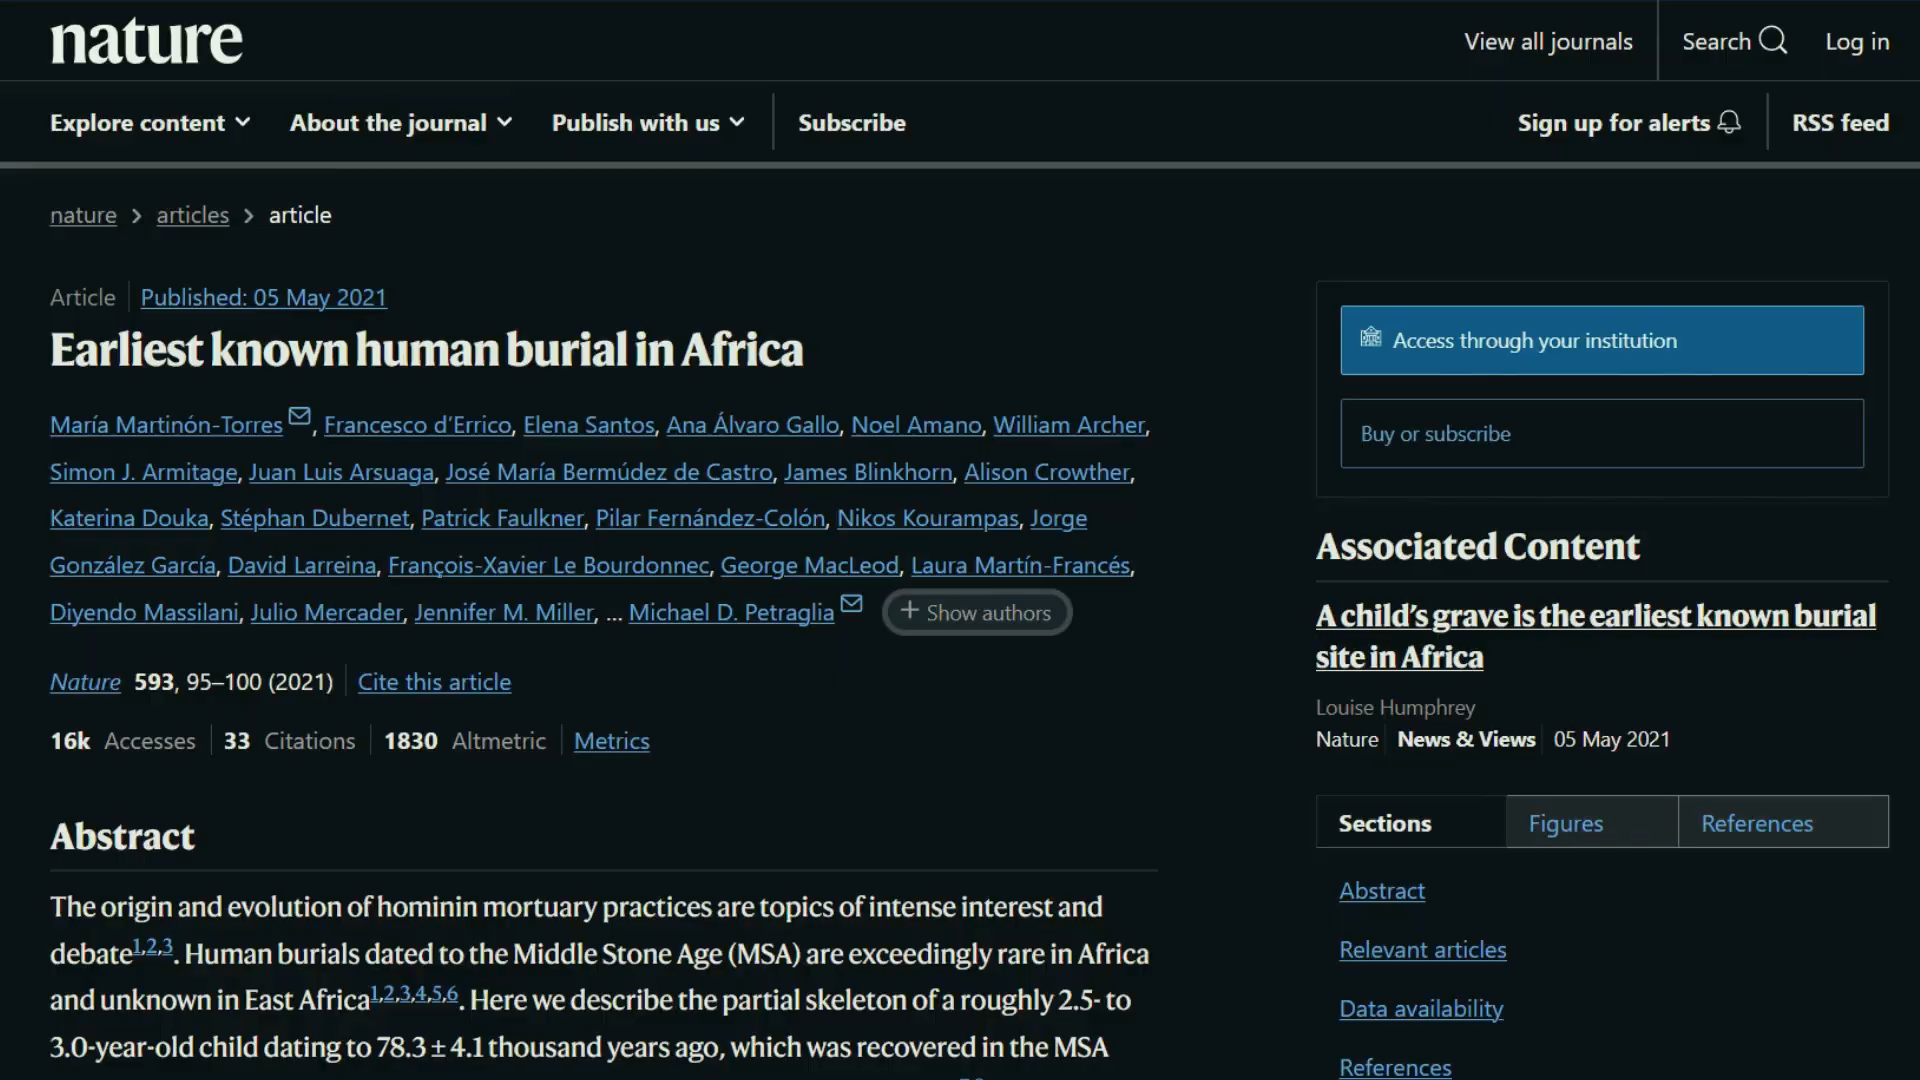 nature
View all journals
Search
Log in
Explore content
About the journal
Publish with us
Subscribe
Sign up for alerts
RSS feed
nature > articles > article
Article
Published: 05 May 2021
Earliest known human burial in Africa
María Martinón-Torres, Francesco d’Errico, Elena Santos, Ana Álvaro Gallo, Noel Amano, William Archer,
Simon J. Armitage, Juan Luis Arsuaga, José María Bermúdez de Castro, James Blinkhorn, Alison Crowther,
Katerina Douka, Stéphan Dubernet, Patrick Faulkner, Pilar Fernández-Colón, Nikos Kourampas, Jorge
González García, David Larreina, François-Xavier Le Bourdonnec, George MacLeod, Laura Martín-Francés,
Diyendo Massilani, Julio Mercader, Jennifer M. Miller, ... Michael D. Petraglia + Show authors
Nature 593, 95–100 (2021)
Cite this article
16k Accesses
33 Citations
1830 Altmetric
Metrics
Abstract
The origin and evolution of hominin mortuary practices are topics of intense interest and
debate1,2,3. Human burials dated to the Middle Stone Age (MSA) are exceedingly rare in Africa
and unknown in East Africa1,2,3,4,5,6. Here we describe the partial skeleton of a roughly 2.5- to
3.0-year-old child dating to 78.3 ± 4.1 thousand years ago, which was recovered in the MSA
Access through your institution
Buy or subscribe
Associated Content
A child’s grave is the earliest known burial
site in Africa
Louise Humphrey
Nature
News & Views
05 May 2021
Sections
Figures
References
Abstract
Relevant articles
Data availability
References